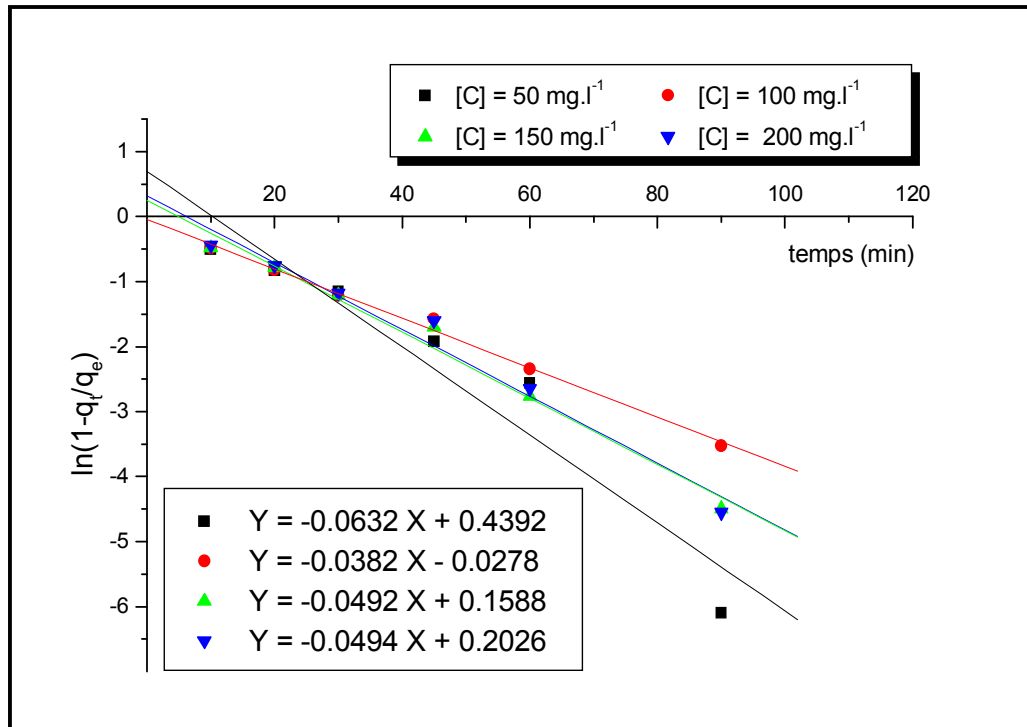 [C] = 50 mg.l-1 [C] = 100 mg.l-1
[C] = 150 mg.l-1 [C] = 200 mg.l-1
1
20 40 60 80 100 120
0
temps (min)
-1
-2
-3
-4
-5
-6
ln(1-qt/qe)
Y = -0.0632 X + 0.4392
Y = -0.0382 X - 0.0278
Y = -0.0492 X + 0.1588
Y = -0.0494 X + 0.2026